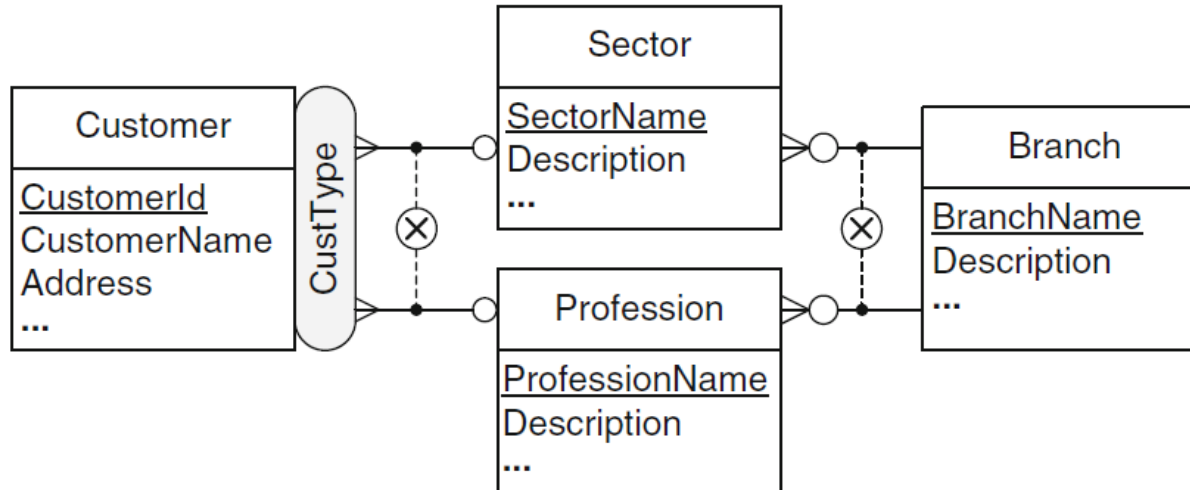 Customer
CustomerId
CustomerName
Address
...
CustType
Sector
SectorName
Description
...
Profession
ProfessionName
Description
...
Branch
BranchName
Description
...